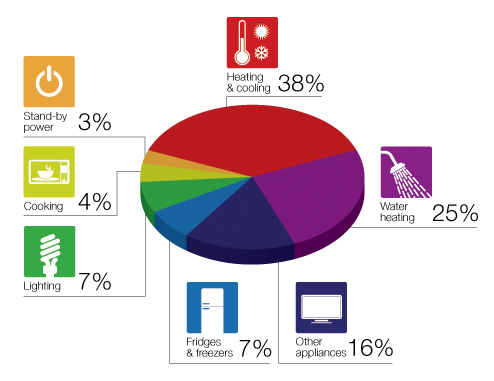 Heating
& cooling 38%
Stand-by
power 3%
Cooking 4%
Water
heating 25%
Lighting 7%
Fridges
& freezers 7%
Other
appliances 16%